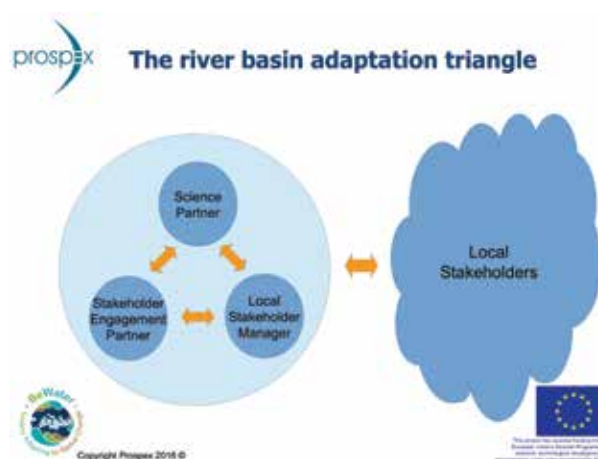 prospex
The river basin adaptation triangle
Science
Partner
Stakeholder
Engagement
Partner
Local
Stakeholder
Manager
Local
Stakeholders
BeWater
Copyright Prospex 2016 ©